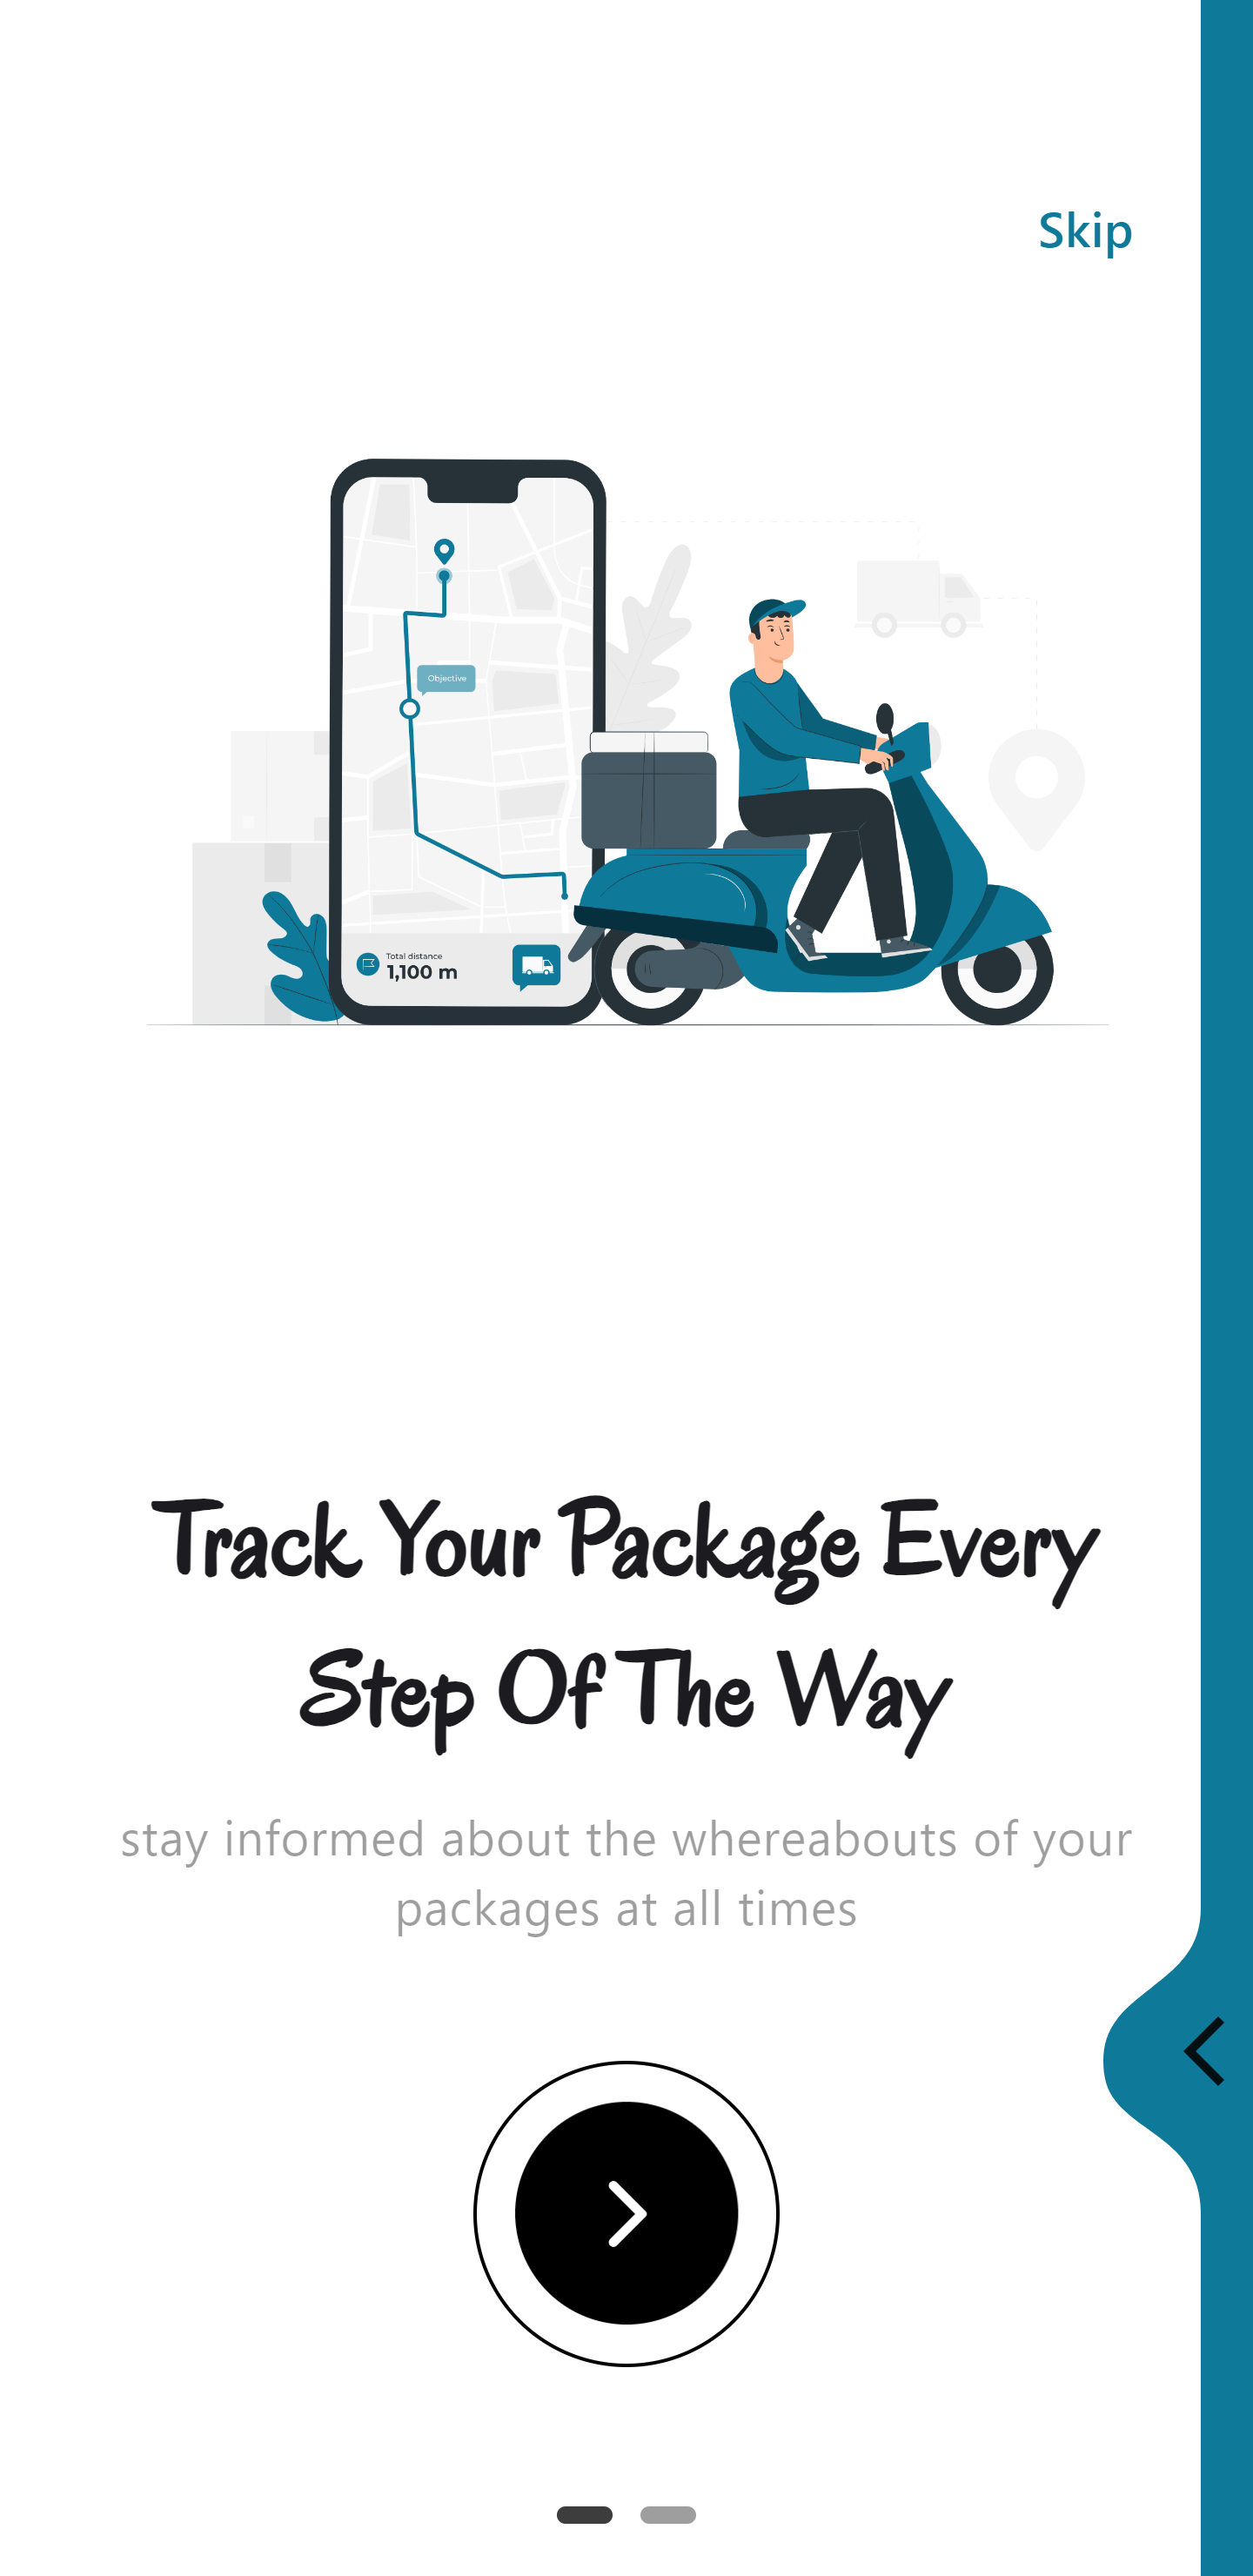 Skip
Objective
Total distance
1,100 m
Track Your Package Every
Step Of The Way
stay informed about the whereabouts of your
packages at all times